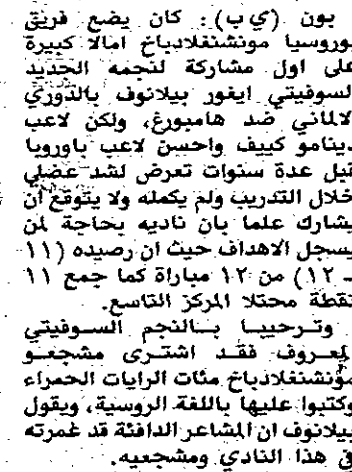 بون (ي ب) : كان يضع فريق
بوروسيا مونشنغلادباخ امالا كبيرة
على اول مشاركة لنجمه الجديد
السوفيتي ايغور بيلانوف بالدوري
الالماني ضد هامبورغ، ولكن لاعب
دينامو كييف واحسن لاعب باوروبا
قبل عدة سنوات تعرض لشد عضلي
خلال التدريب ولم يكمله ولا يتوقع ان
يشارك علما بان ناديه بحاجة لمن
يسجل الاهداف حيث ان رصيده (١١
ـ ١٢) من ١٢ مباراة كما جمع ١١
نقطة محتلا المركز التاسع.
وترحيبا بالنجم السوفيتي
المعروف فقد اشترى مشجعو
مونشنغلادباخ مئات الرايات الحمراء
وكتبوا عليها باللغة الروسية، ويقول
بيلانوف ان المشاعر الدافئة قد غمرته
في هذا النادي ومشجعيه.